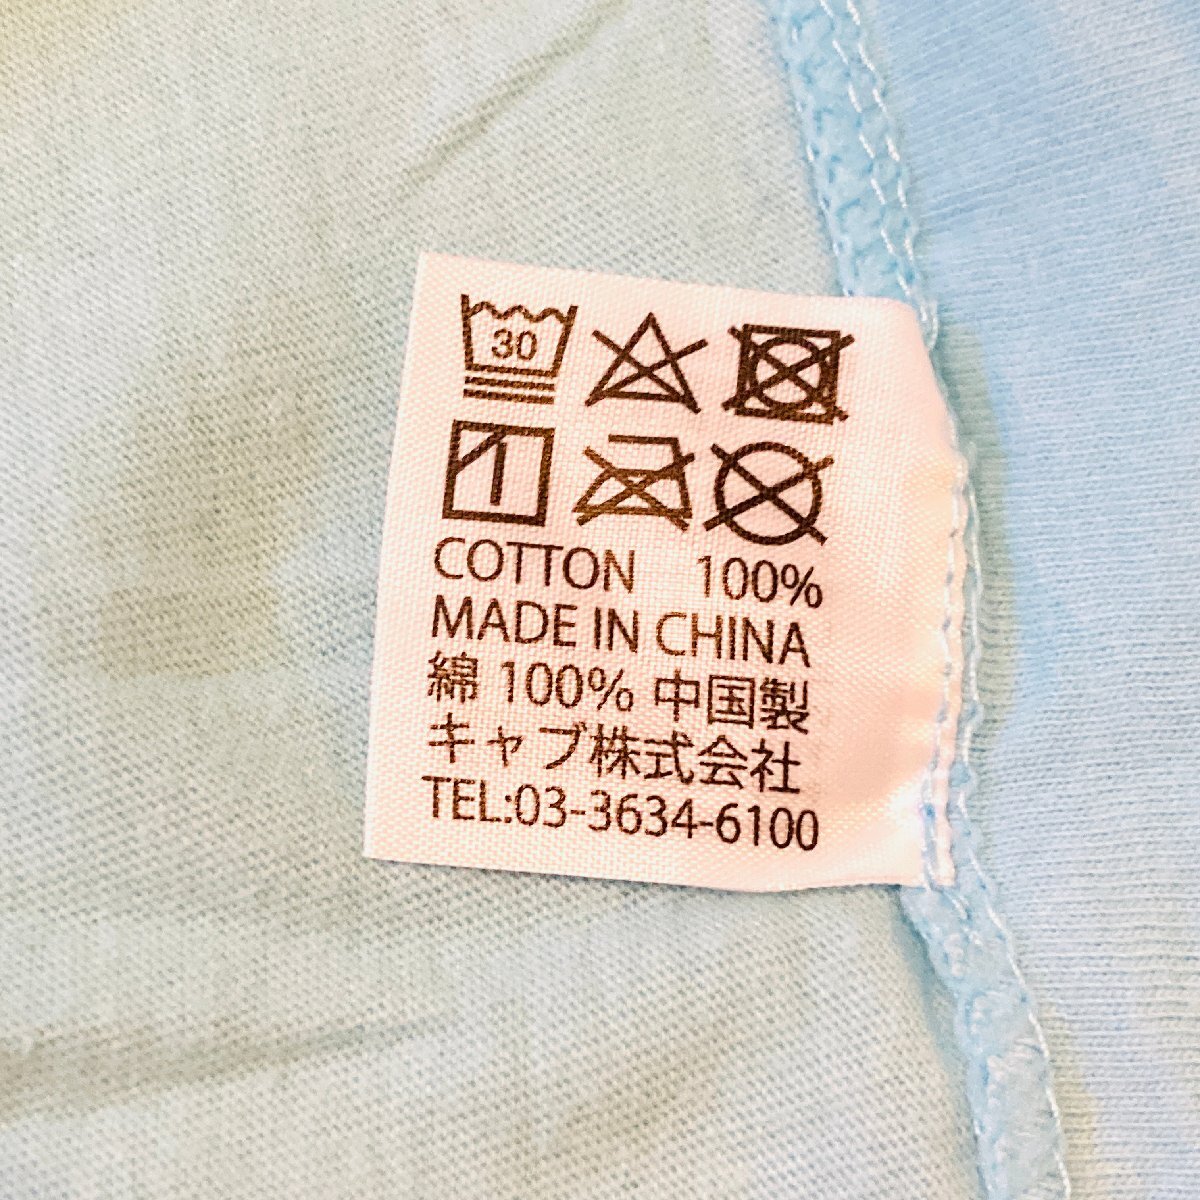 30
COTTON 100%
MADE IN CHINA
綿 100% 中国製
キャブ株式会社
TEL:03-3634-6100